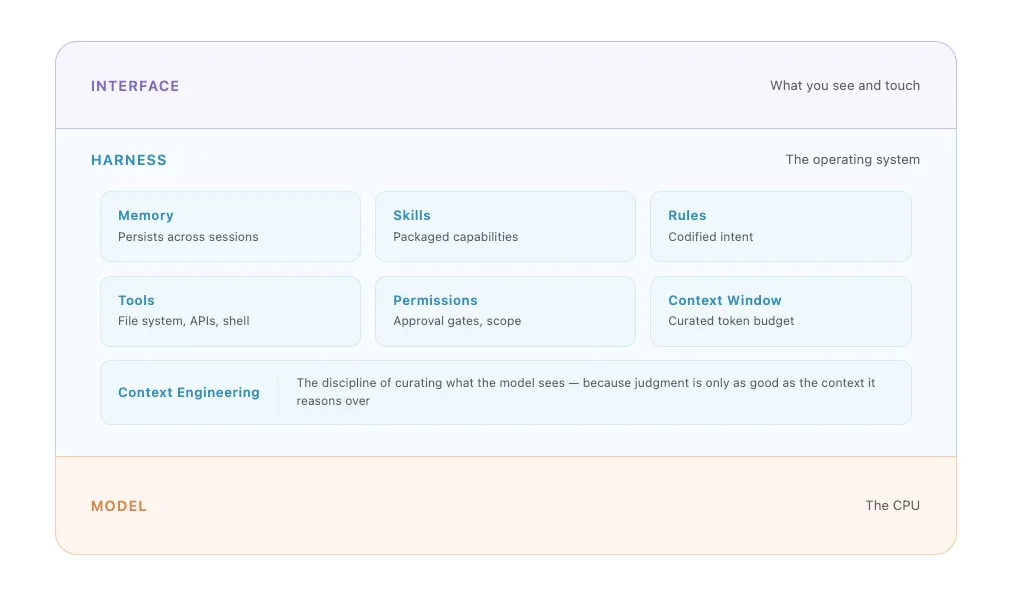 INTERFACE
What you see and touch
HARNESS
The operating system
Memory
Persists across sessions
Skills
Packaged capabilities
Rules
Codified intent
Tools
File system, APIs, shell
Permissions
Approval gates, scope
Context Window
Curated token budget
Context Engineering
The discipline of curating what the model sees — because judgment is only as good as the context it
reasons over
MODEL
The CPU